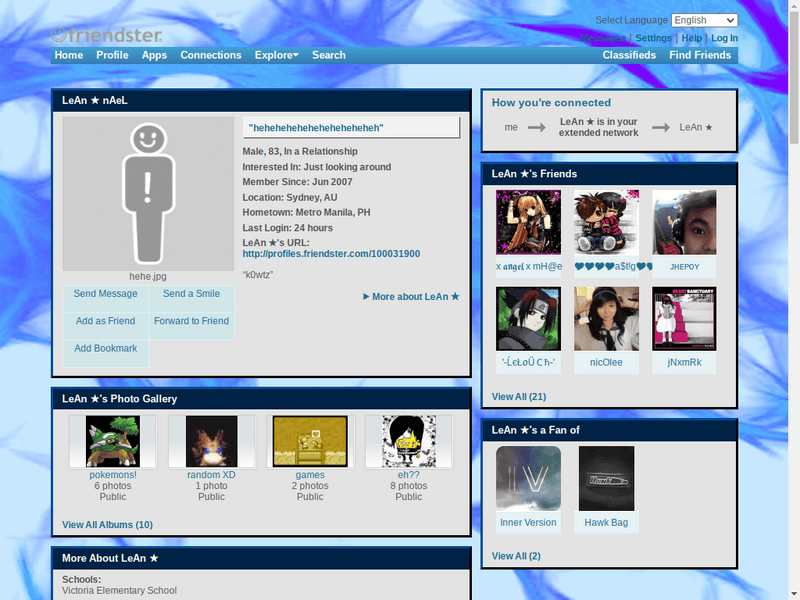 friendster
Select Language English
Settings | Help | Log In
Home Profile Apps Connections Explore Search
Classifieds Find Friends
LeAn ★ nAeL
"hehehehehehehehehehehe"
Male, 83, In a Relationship
Interested In: Just looking around
Member Since: Jun 2007
Location: Sydney, AU
Hometown: Metro Manila, PH
Last Login: 24 hours
LeAn ★'s URL:
http://profiles.friendster.com/100031900
"k0wtz"
More about LeAn ★
hehe.jpg
Send Message Send a Smile
Add as Friend Forward to Friend
Add Bookmark
LeAn ★'s Photo Gallery
pokemons! random XD games eh??
6 photos 1 photo 2 photos 8 photos
Public Public Public Public
View All Albums (10)
More About LeAn ★
Schools:
Victoria Elementary School
How you're connected
me LeAn ★ is in your LeAn ★
extended network
LeAn ★'s Friends
JHEPOY
nicOlee jNxmRk
View All (21)
LeAn ★'s a Fan of
Inner Version Hawk Bag
View All (2)